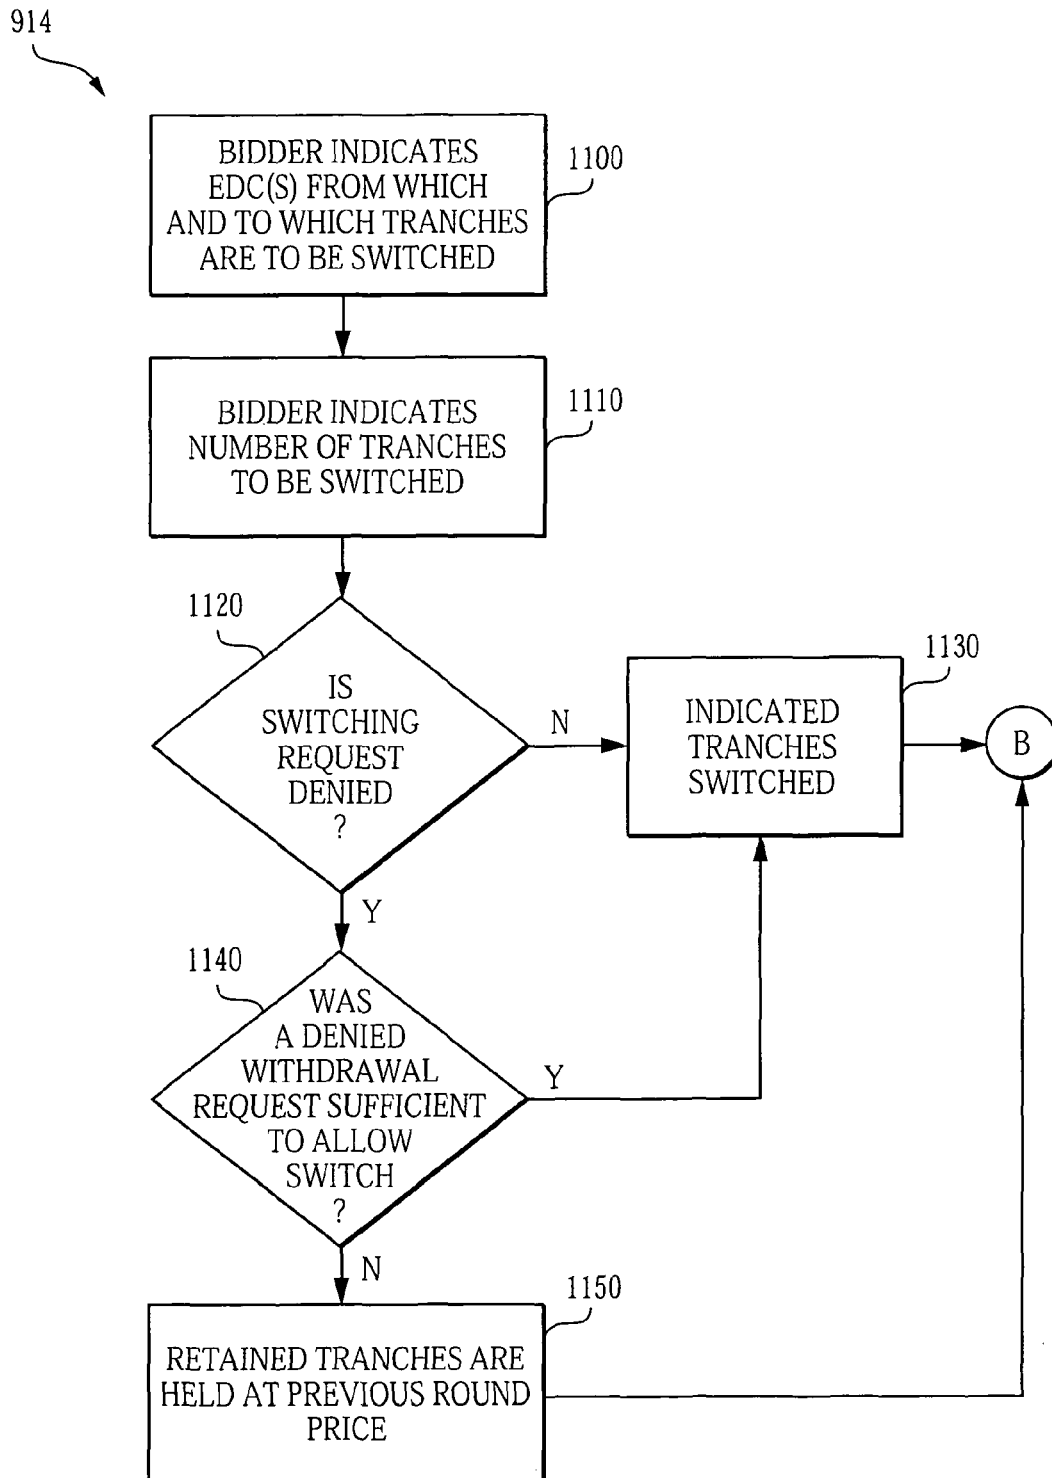 914
BIDDER INDICATES
EDC(S) FROM WHICH
AND TO WHICH TRANCHES
ARE TO BE SWITCHED
1100
BIDDER INDICATES
NUMBER OF TRANCHES
TO BE SWITCHED
1110
1120
IS
SWITCHING
REQUEST
DENIED
?
N
Y
INDICATED
TRANCHES
SWITCHED
1130
B
1140
WAS
A DENIED
WITHDRAWAL
REQUEST SUFFICIENT
TO ALLOW
SWITCH
?
Y
N
RETAINED TRANCHES ARE
HELD AT PREVIOUS ROUND
PRICE
1150